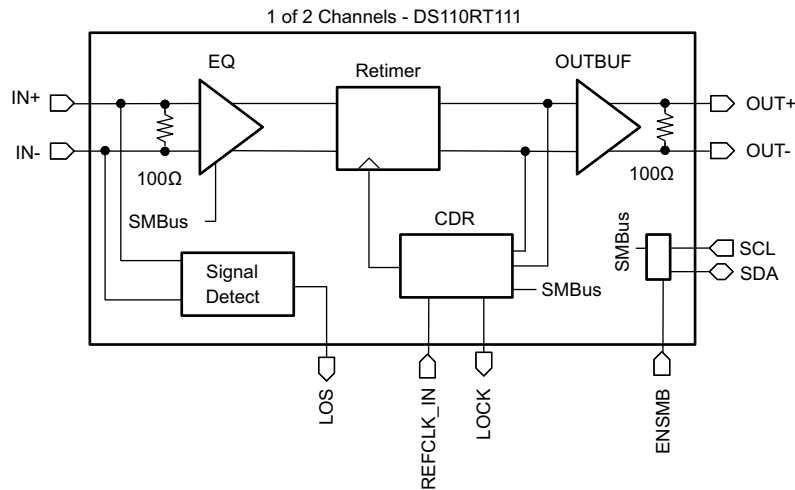 1 of 2 Channels - DS110RT111
EQ
Retimer
OUTBUF
IN+
OUT+
IN-
OUT-
100Ω
100Ω
SMBus
CDR
SMBus
SCL
Signal
Detect
SDA
SMBus
LOS
REFCLK_IN
LOCK
ENSMB